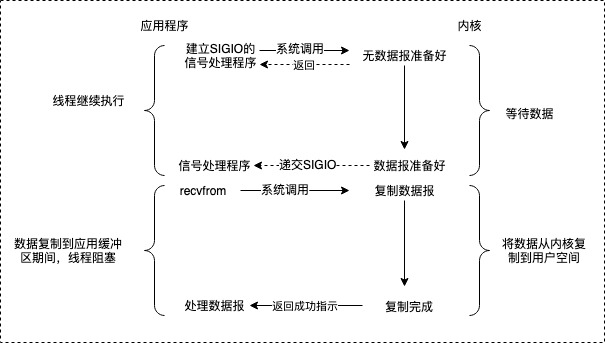 应用程序
内核
建立SIGIO的
信号处理程序
系统调用
返回
无数据报准备好
线程继续执行
等待数据
信号处理程序
递交SIGIO
数据报准备好
recvfrom
系统调用
复制数据报
数据复制到应用缓冲
区期间，线程阻塞
将数据从内核复
制到用户空间
处理数据报
返回成功指示
复制完成